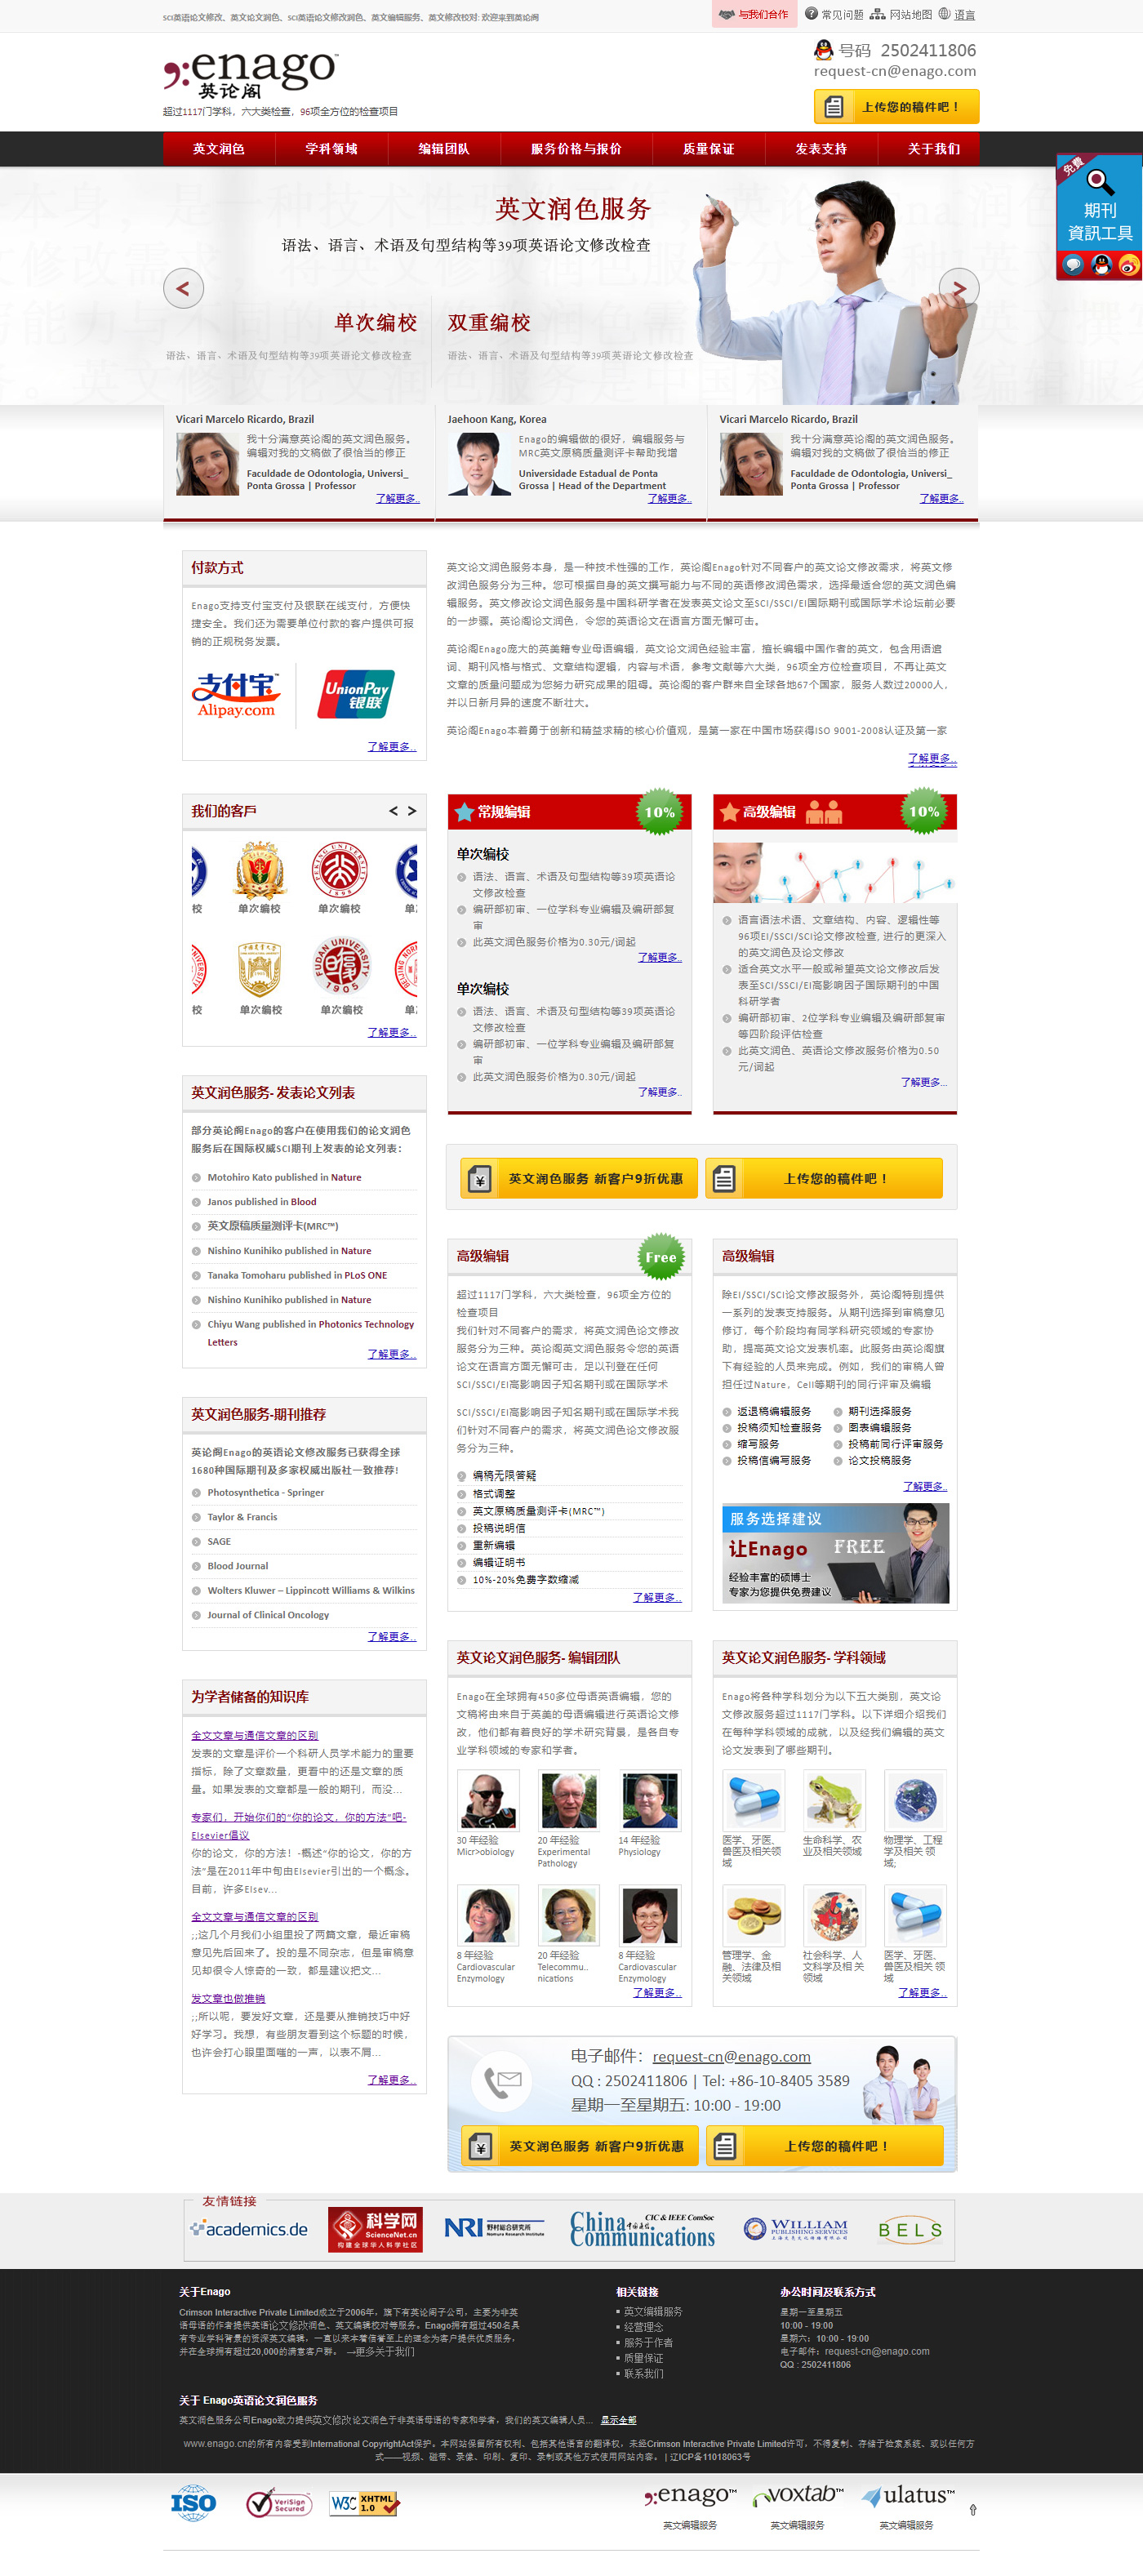 SCI英语论文修改、英文论文润色、SCI英语论文修改润色、英文编辑服务、英文修改校对: 欢迎来到英论阁
与我们合作
常见问题
网站地图
语言
enago™
英论阁
超过1117门学科，六大类检查，96项全方位的检查项目
号码 2502411806
request-cn@enago.com
上传您的稿件吧！
英文润色
学科领域
编辑团队
服务价格与报价
质量保证
发表支持
关于我们
免費
期刊
資訊工具
英文润色服务
语法、语言、术语及句型结构等39项英语论文修改检查
单次编校
双重编校
语法、语言、术语及句型结构等39项英语论文修改检查
语法、语言、术语及句型结构等39项英语论文修改检查
Vicari Marcelo Ricardo, Brazil
我十分满意英论阁的英文润色服务。
编辑对我的文稿做了很恰当的修正
Faculdade de Odontologia, Universi_
Ponta Grossa | Professor
了解更多..
Jaehoon Kang, Korea
Enago的编辑做的很好，编辑服务与
MRC英文原稿质量测评卡帮助我增
Universidade Estadual de Ponta
Grossa | Head of the Department
了解更多..
Vicari Marcelo Ricardo, Brazil
我十分满意英论阁的英文润色服务。
编辑对我的文稿做了很恰当的修正
Faculdade de Odontologia, Universi_
Ponta Grossa | Professor
了解更多..
付款方式
Enago支持支付宝支付及银联在线支付，方便快
捷安全。我们还为需要单位付款的客户提供可报
销的正规税务发票。
支付宝
Alipay.com
UnionPay
银联
了解更多..
英文论文润色服务本身，是一种技术性强的工作，英论阁Enago针对不同客户的英文论文修改需求，将英文修
改润色服务分为三种。您可根据自身的英文撰写能力与不同的英语修改润色需求，选择最适合您的英文润色编
辑服务。英文修改论文润色服务是中国科研学者在发表英文论文至SCI/SSCI/EI国际期刊或国际学术论坛前必要
的一步骤。英论阁论文润色，令您的英语论文在语言方面无懈可击。
英论阁Enago庞大的英美籍专业母语编辑，英文论文润色经验丰富，擅长编辑中国作者的英文，包含用语遣
词、期刊风格与格式、文章结构逻辑，内容与术语，参考文献等六大类，96项全方位检查项目，不再让英文
文章的质量问题成为您努力研究成果的阻碍。英论阁的客户群来自全球各地67个国家，服务人数过20000人，
并以日新月异的速度不断壮大。
英论阁Enago本着勇于创新和精益求精的核心价值观，是第一家在中国市场获得ISO 9001-2008认证及第一家
了解更多..
我们的客戶
< >
校
单次编校
单次编校
单
PEKING UNIVERSITY
1898
FUDAN UNIVERSITY
1905
校
单次编校
单次编校
单次
了解更多..
常规编辑
10%
单次编校
语法、语言、术语及句型结构等39项英语论
文修改检查
编研部初审、一位学科专业编辑及编研部复
审
此英文润色服务价格为0.30元/词起
了解更多..
单次编校
语法、语言、术语及句型结构等39项英语论
文修改检查
编研部初审、一位学科专业编辑及编研部复
审
此英文润色服务价格为0.30元/词起
了解更多..
高级编辑
10%
语言语法术语、文章结构、内容、逻辑性等
96项EI/SSCI/SCI论文修改检查, 进行的更深入
的英文润色及论文修改
适合英文水平一般或希望英文论文修改后发
表至SCI/SSCI/EI高影响因子国际期刊的中国
科研学者
编研部初审、2位学科专业编辑及编研部复审
等四阶段评估检查
此英文润色、英语论文修改服务价格为0.50
元/词起
了解更多...
英文润色服务- 发表论文列表
部分英论阁Enago的客户在使用我们的论文润色
服务后在国际权威SCI期刊上发表的论文列表：
Motohiro Kato published in Nature
Janos published in Blood
英文原稿质量测评卡(MRC™)
Nishino Kunihiko published in Nature
Tanaka Tomoharu published in PLoS ONE
Nishino Kunihiko published in Nature
Chiyu Wang published in Photonics Technology
Letters
了解更多..
英文润色服务 新客户9折优惠
上传您的稿件吧！
高级编辑
Free
超过1117门学科，六大类检查，96项全方位的
检查项目
我们针对不同客户的需求，将英文润色论文修改
服务分为三种。英论阁英文润色服务令您的英语
论文在语言方面无懈可击，足以刊登在任何
SCI/SSCI/EI高影响因子知名期刊或在国际学术
SCI/SSCI/EI高影响因子知名期刊或在国际学术我
们针对不同客户的需求，将英文润色论文修改服
务分为三种。
编稿无限答疑
格式调整
英文原稿质量测评卡(MRC™)
投稿说明信
重新编辑
编辑证明书
10%-20%免费字数缩减
了解更多..
高级编辑
除EI/SSCI/SCI论文修改服务外，英论阁特别提供
一系列的发表支持服务。从期刊选择到审稿意见
修订，每个阶段均有同学科研究领域的专家协
助，提高英文论文发表机率。此服务由英论阁旗
下有经验的人员来完成。例如，我们的审稿人曾
担任过Nature，Cell等期刊的同行评审及编辑
返退稿编辑服务
期刊选择服务
投稿须知检查服务
图表编辑服务
缩写服务
投稿前同行评审服务
投稿信编写服务
论文投稿服务
了解更多..
服务选择建议
让Enago FREE
经验丰富的硕博士
专家为您提供免费建议
英文润色服务-期刊推荐
英论阁Enago的英语论文修改服务已获得全球
1680种国际期刊及多家权威出版社一致推荐!
Photosynthetica - Springer
Taylor & Francis
SAGE
Blood Journal
Wolters Kluwer – Lippincott Williams & Wilkins
Journal of Clinical Oncology
了解更多..
英文论文润色服务- 编辑团队
Enago在全球拥有450多位母语英语编辑，您的
文稿将由来自于英美的母语编辑进行英语论文修
改，他们都有着良好的学术研究背景，是各自专
业学科领域的专家和学者。
30 年经验
Micr>obiology
20 年经验
Experimental
Pathology
14 年经验
Physiology
8 年经验
Cardiovascular
Enzymology
20 年经验
Telecommu..
nications
8 年经验
Cardiovascular
Enzymology
了解更多..
英文论文润色服务- 学科领域
Enago将各种学科划分为以下五大类别，英文论
文修改服务超过1117门学科。以下详细介绍我们
在每种学科领域的成就，以及经我们编辑的英文
论文发表到了哪些期刊。
医学、牙医、
兽医及相关领
域
生命科学、农
业及相关领域
物理学、工程
学及相关 领
域;
管理学、金
融、法律及相
关领域
社会科学、人
文科学及相 关
领域
医学、牙医、
兽医及相关 领
域
了解更多..
为学者储备的知识库
全文文章与通信文章的区别
发表的文章是评价一个科研人员学术能力的重要
指标，除了文章数量，更看中的还是文章的质
量。如果发表的文章都是一般的期刊，而没...
专家们，开始你们的“你的论文，你的方法”吧-
Elsevier倡议
你的论文，你的方法！-概述“你的论文，你的方
法”是在2011年中旬由Elsevier引出的一个概念。
目前，许多Elsev...
全文文章与通信文章的区别
;;这几个月我们小组里投了两篇文章，最近审稿
意见先后回来了。投的是不同杂志，但是审稿意
见却很令人惊奇的一致，都是建议把文...
发文章也做推销
;;所以呢，要发好文章，还是要从推销技巧中好
好学习。我想，有些朋友看到这个标题的时候，
也许会打心眼里面嗤的一声，以表不屑...
了解更多..
电子邮件：request-cn@enago.com
QQ : 2502411806 | Tel: +86-10-8405 3589
星期一至星期五: 10:00 - 19:00
英文润色服务 新客户9折优惠
上传您的稿件吧！
友情链接
academics.de
科学网
ScienceNet.cn
构建全球华人科学社区
NRI 野村総合研究所
Nomura Research Institute
CIC & IEEE ComSoc
China
Communications
WILLIAM
PUBLISHING SERVICES
BELS
关于Enago
Crimson Interactive Private Limited成立于2006年，旗下有英论阁子公司，主要为非英
语母语的作者提供英语论文修改润色、英文编辑校对等服务。Enago拥有超过450名具
有专业学科背景的资深英文编辑，一直以来本着信誉至上的理念为客户提供优质服务，
并在全球拥有超过20,000的满意客户群。 →更多关于我们
相关链接
英文编辑服务
经营理念
服务于作者
质量保证
联系我们
办公时间及联系方式
星期一至星期五
10:00 - 19:00
星期六：10:00 - 19:00
电子邮件：request-cn@enago.com
QQ : 2502411806
关于 Enago英语论文润色服务
英文润色服务公司Enago致力提供英文修改论文润色于非英语母语的专家和学者，我们的英文编辑人员... 显示全部
www.enago.cn的所有内容受到International CopyrightAct保护。本网站保留所有权利、包括其他语言的翻译权，未经Crimson Interactive Private Limited许可，不得复制、存储于检索系统、或以任何方
式——视频、磁带、录像、印刷、复印、录制或其他方式使用网站内容。 | 辽ICP备11018063号
ISO
VeriSign
Secured
W3C XHTML
1.0
enago™
英文编辑服务
voxtab™
英文编辑服务
ulatus™
英文编辑服务